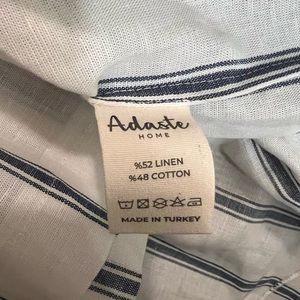 Adaste
HOME
%52 LINEN
%48 COTTON
MADE IN TURKEY